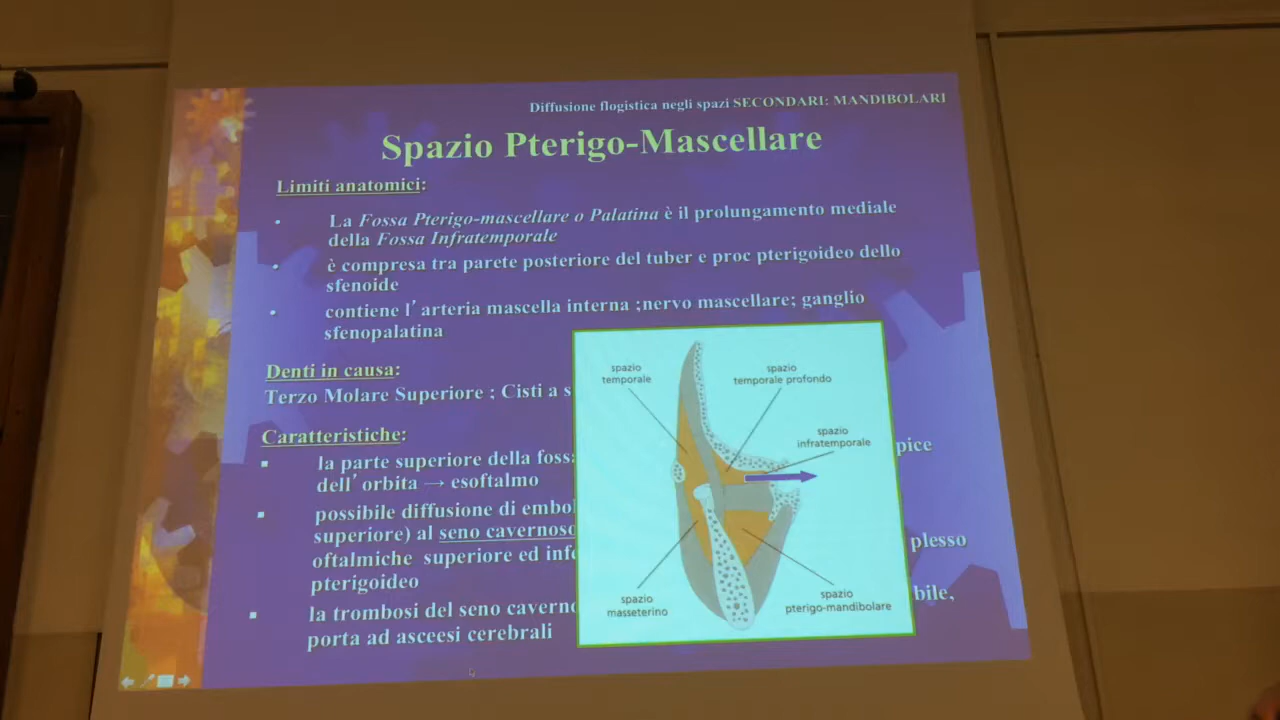 Diffusione flogistica negli spazi SECONDARI: MANDIBOLARI
Spazio Pterigo-Mascellare
Limiti anatomici:
• La Fossa Pterigo-mascellare o Palatina è il prolungamento mediale
della Fossa Infratemporale
• è compresa tra parete posteriore del tuber e proc pterigoideo dello
sfenoide
• contiene l'arteria mascella interna ;nervo mascellare; ganglio
sfenopalatina
Denti in causa:
Terzo Molare Superiore ; Cisti a s
Caratteristiche:
▪ la parte superiore della foss pice
dell'orbita → esoftalmo
▪ possibile diffusione di embol
superiore) al seno cavernoso plesso
oftalmiche superiore ed infe
pterigoideo
▪ la trombosi del seno caverno bile,
porta ad asceesi cerebrali
spazio
temporale
spazio
temporale profondo
spazio
infratemporale
spazio
masseterino
spazio
pterigo-mandibolare